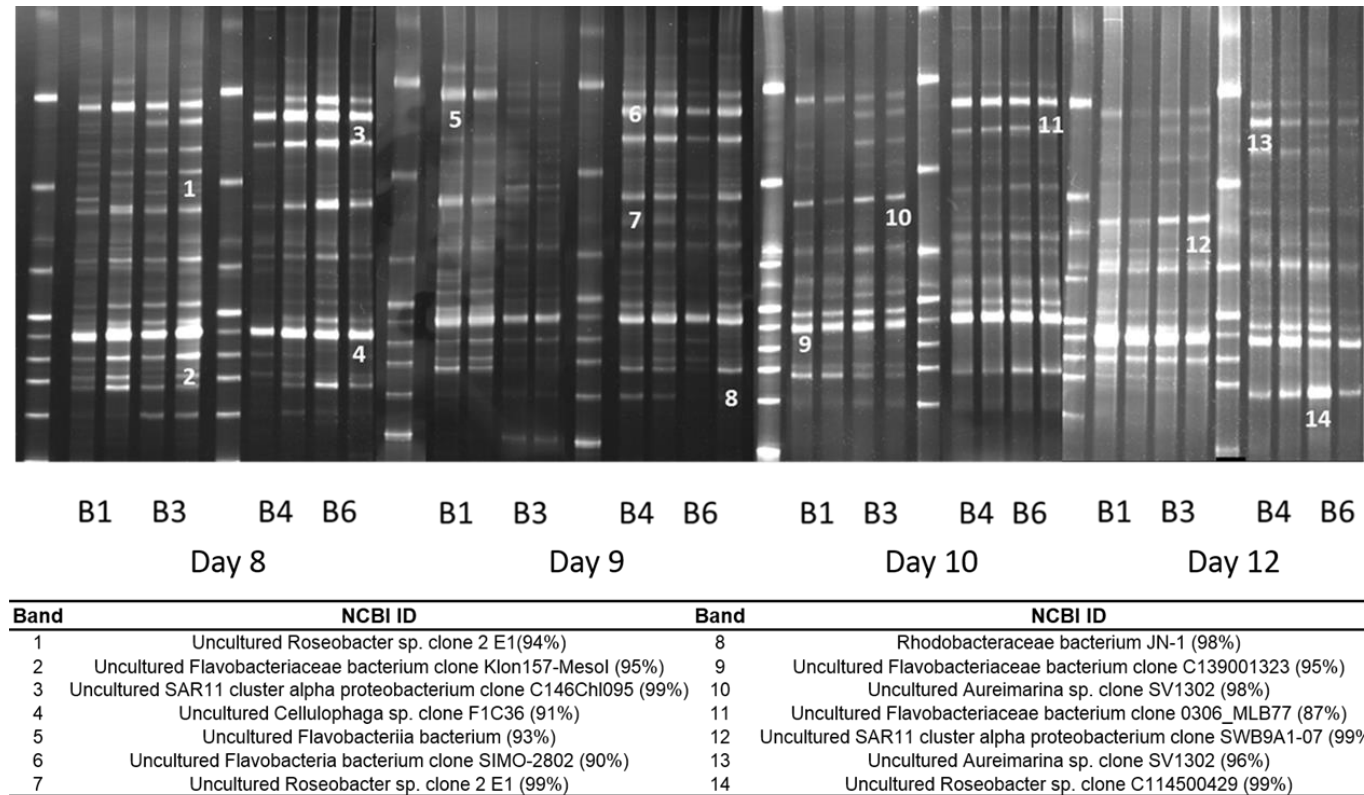 1
2
3
4
5
6
7
8
9
10
11
12
13
14
B1 B3 B4 B6 B1 B3 B4 B6 B1 B3 B4 B6 B1 B3 B4 B6
Day 8 Day 9 Day 10 Day 12
Band NCBI ID Band NCBI ID
1 Uncultured Roseobacter sp. clone 2 E1(94%) 8 Rhodobacteraceae bacterium JN-1 (98%)
2 Uncultured Flavobacteriaceae bacterium clone Klon157-Mesol (95%) 9 Uncultured Flavobacteriaceae bacterium clone C139001323 (95%)
3 Uncultured SAR11 cluster alpha proteobacterium clone C146Chl095 (99%) 10 Uncultured Aureimarina sp. clone SV1302 (98%)
4 Uncultured Cellulophaga sp. clone F1C36 (91%) 11 Uncultured Flavobacteriaceae bacterium clone 0306_MLB77 (87%)
5 Uncultured Flavobacteriia bacterium (93%) 12 Uncultured SAR11 cluster alpha proteobacterium clone SWB9A1-07 (99%
6 Uncultured Flavobacteria bacterium clone SIMO-2802 (90%) 13 Uncultured Aureimarina sp. clone SV1302 (96%)
7 Uncultured Roseobacter sp. clone 2 E1 (99%) 14 Uncultured Roseobacter sp. clone C114500429 (99%)